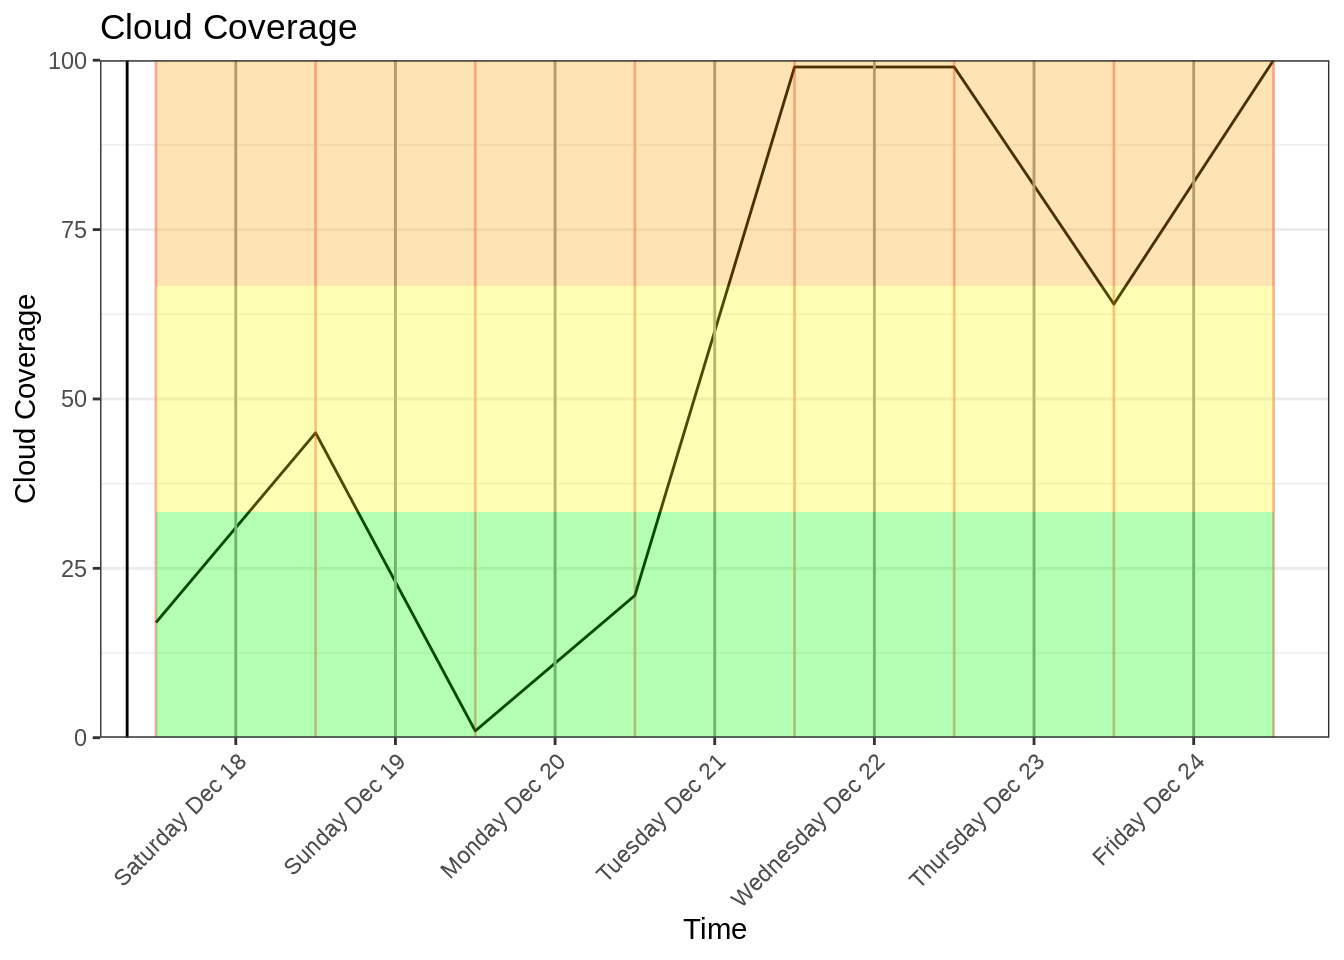 Cloud Coverage
Cloud Coverage
100
75
50
25
0
Saturday Dec 18
Sunday Dec 19
Monday Dec 20
Tuesday Dec 21
Wednesday Dec 22
Thursday Dec 23
Friday Dec 24
Time